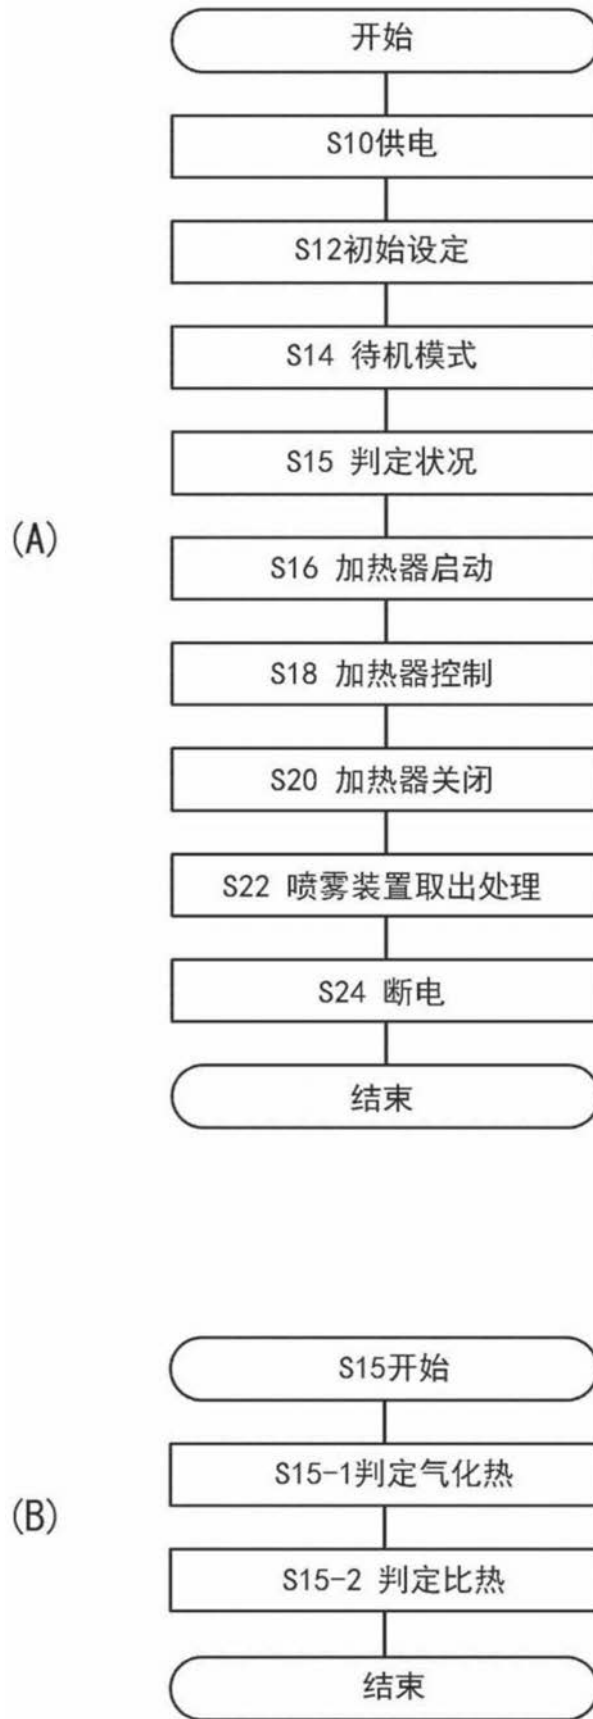 (A)
开始
S10供电
S12初始设定
S14 待机模式
S15 判定状况
S16 加热器启动
S18 加热器控制
S20 加热器关闭
S22 喷雾装置取出处理
S24 断电
结束
(B)
S15开始
S15-1判定气化热
S15-2 判定比热
结束